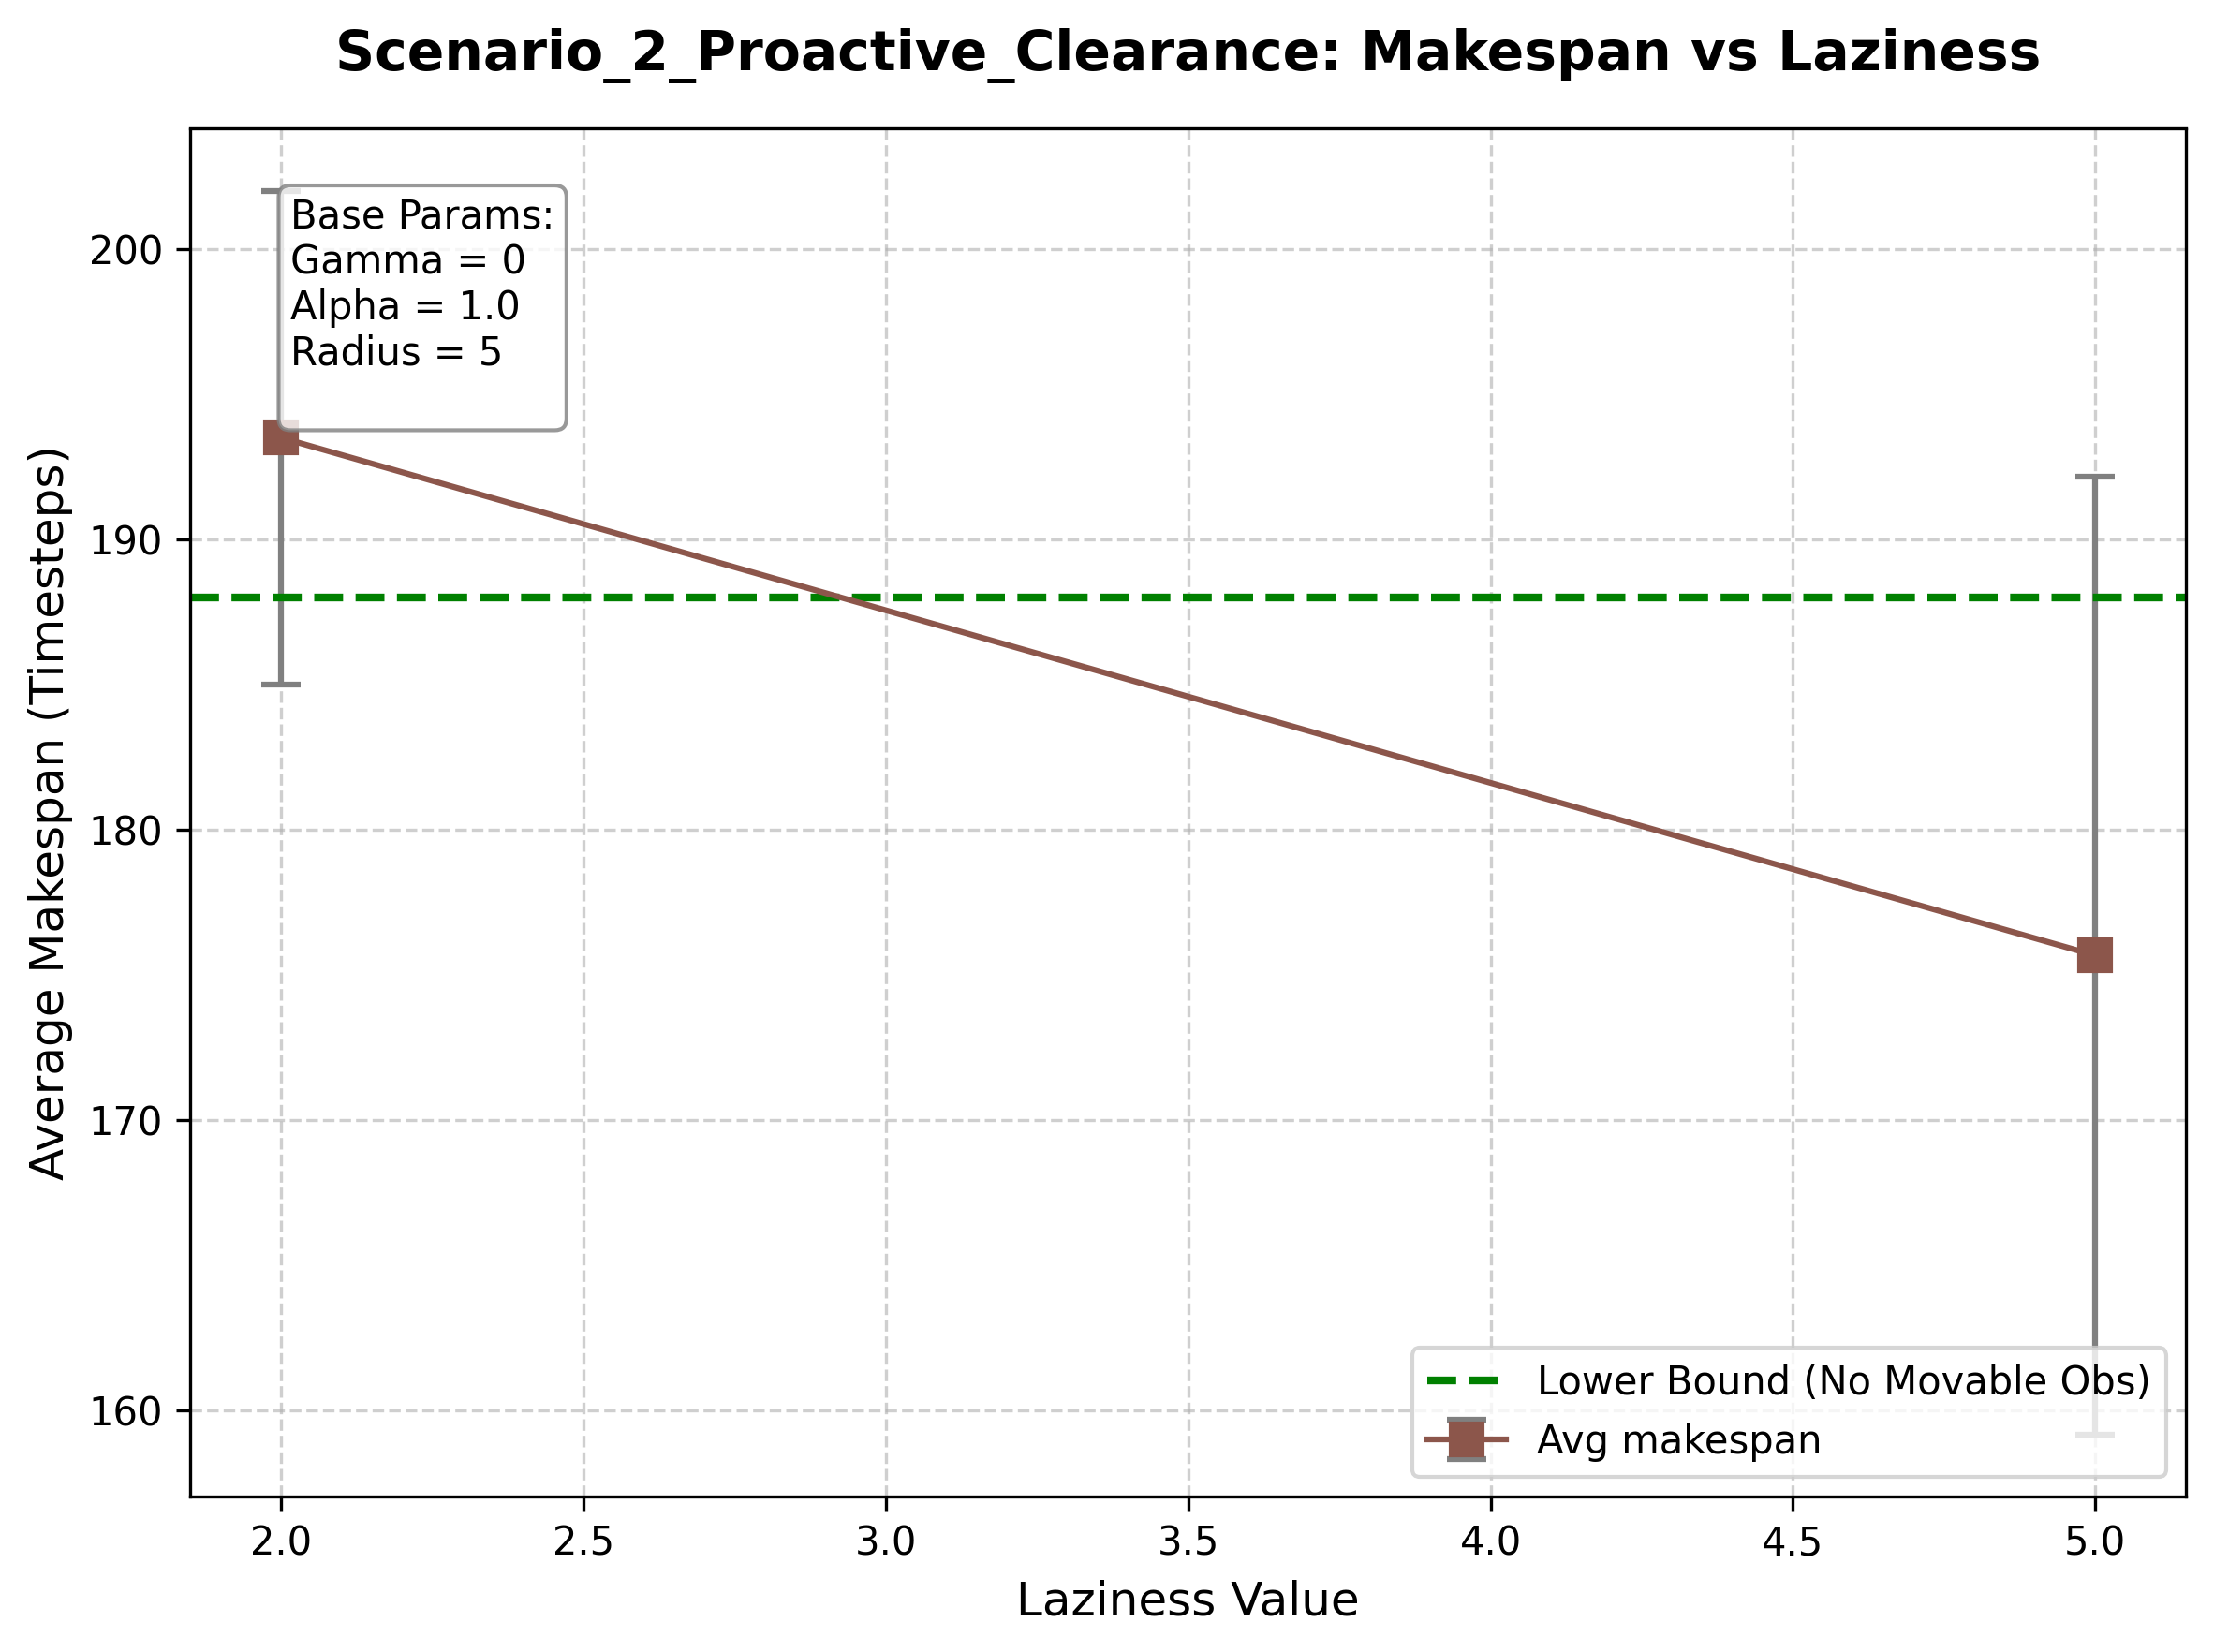 Scenario_2_Proactive_Clearance: Makespan vs Laziness
Base Params:
Gamma = 0
Alpha = 1.0
Radius = 5
Average Makespan (Timesteps)
200
190
180
170
160
Lower Bound (No Movable Obs)
Avg makespan
2.0 2.5 3.0 3.5 4.0 4.5 5.0
Laziness Value